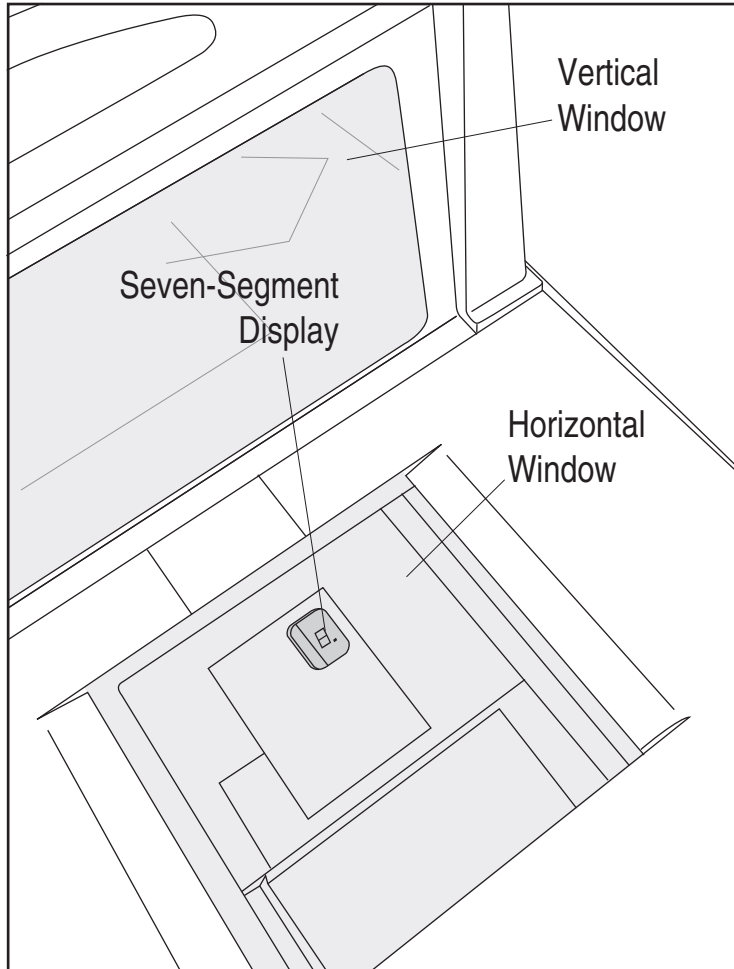 Vertical
Window
Seven-Segment
Display
Horizontal
Window